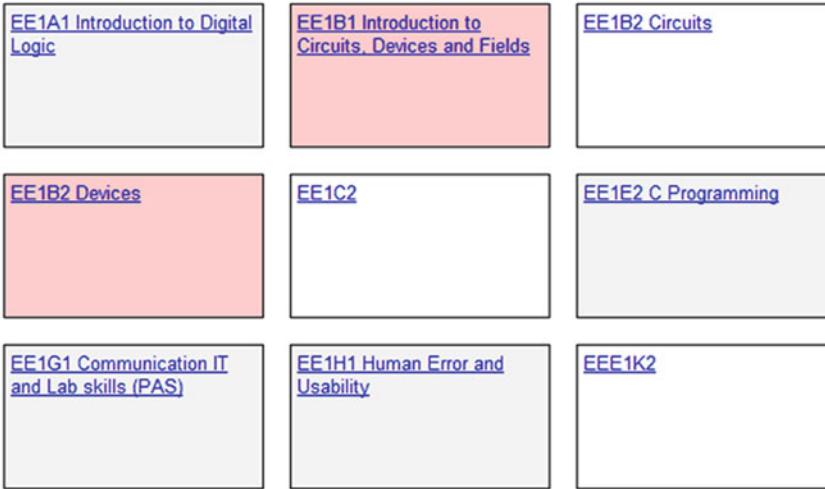 EE1A1 Introduction to Digital
Logic
EE1B1 Introduction to
Circuits, Devices and Fields
EE1B2 Circuits
EE1B2 Devices
EE1C2
EE1E2 C Programming
EE1G1 Communication IT
and Lab skills (PAS)
EE1H1 Human Error and
Usability
EEE1K2